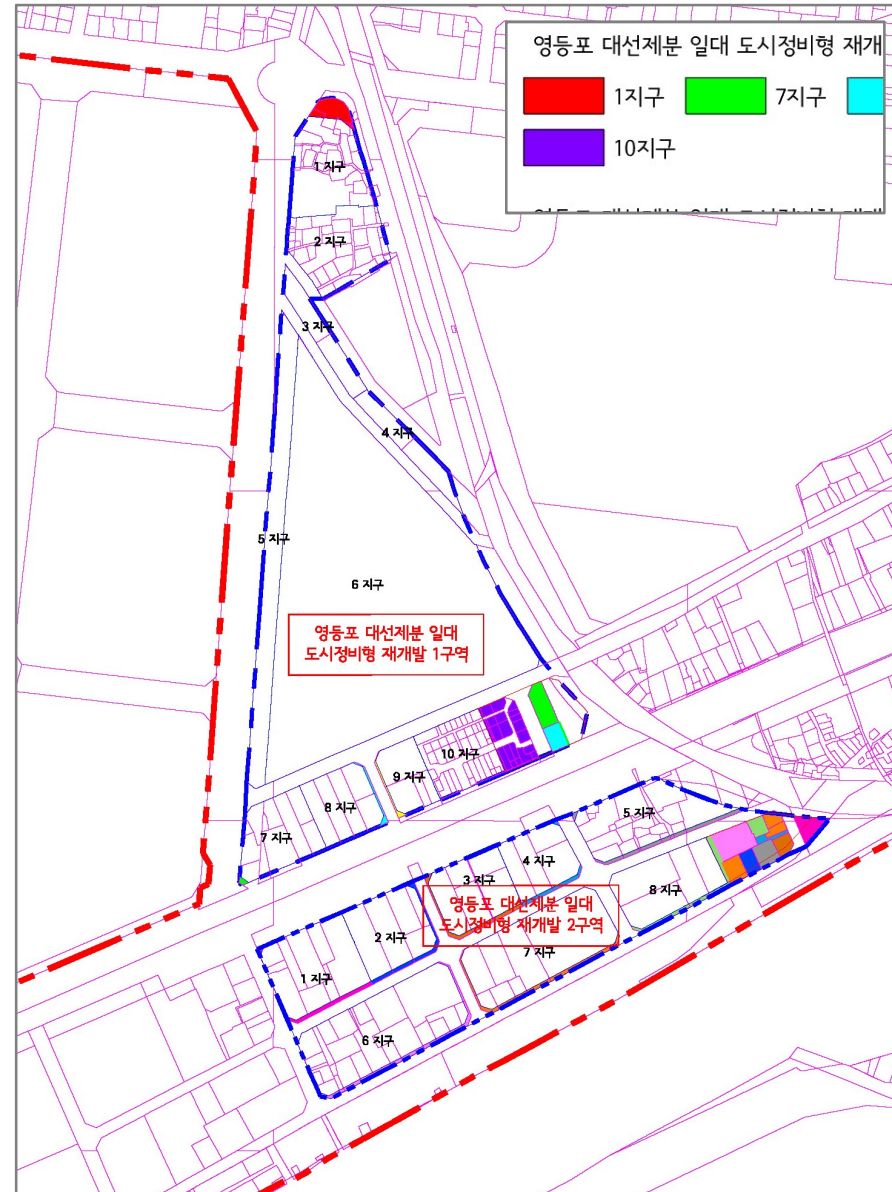 영등포 대선제분 일대 도시정비형 재개
1지구
7지구
10지구
1 지구
2 지구
3 지구
4 지구
5 지구
6 지구
영등포 대선제분 일대
도시정비형 재개발 1구역
10 지구
9 지구
8 지구
7 지구
5 지구
4 지구
3 지구
8 지구
영등포 대선제분 일대
도시정비형 재개발 2구역
2 지구
7 지구
1 지구
6 지구